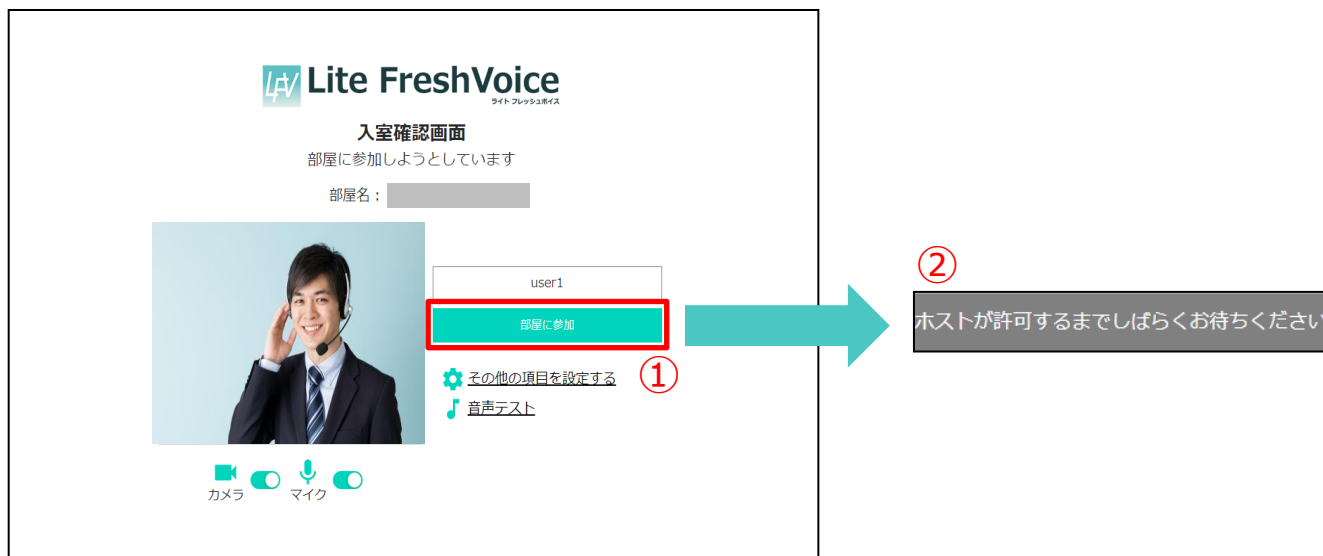 Lite FreshVoice
ライト フレッシュボイス
入室確認画面
部屋に参加しようとしています
部屋名：
user1
部屋に参加
①
その他の項目を設定する
音声テスト
カメラ
マイク
②
ホストが許可するまでしばらくお待ちください